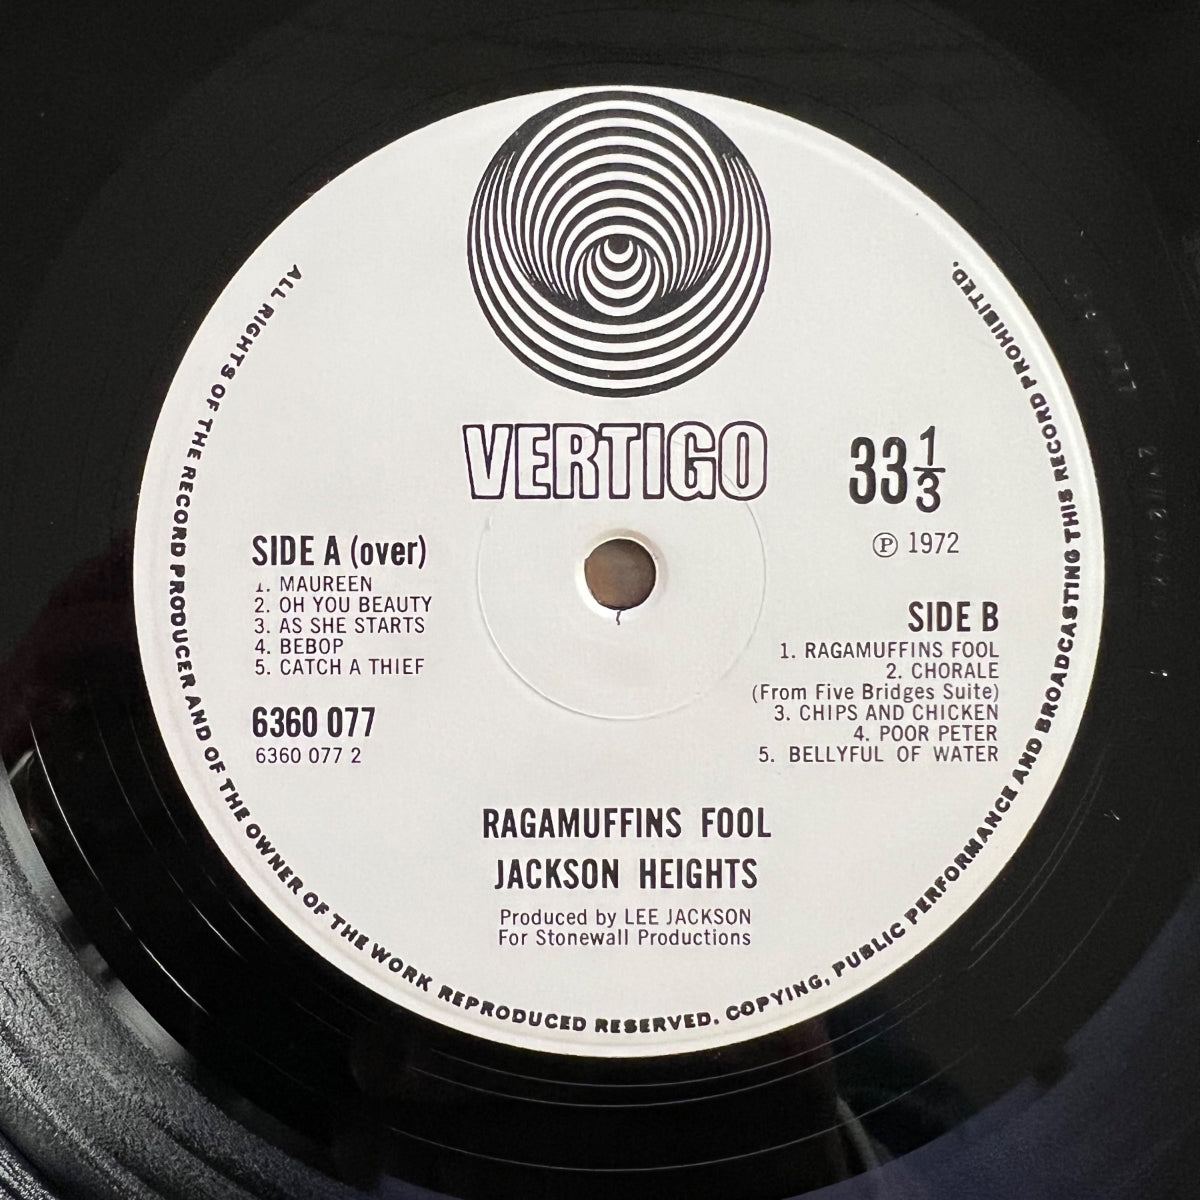 VERTIGO
33 1/3
Ⓟ 1972
SIDE A (over)
1. MAUREEN
2. OH YOU BEAUTY
3. AS SHE STARTS
4. BEBOP
5. CATCH A THIEF
6360 077
6360 077 2
SIDE B
1. RAGAMUFFINS FOOL
2. CHORALE
(From Five Bridges Suite)
3. CHIPS AND CHICKEN
4. POOR PETER
5. BELLYFUL OF WATER
RAGAMUFFINS FOOL
JACKSON HEIGHTS
Produced by LEE JACKSON
For Stonewall Productions
ALL RIGHTS OF THE RECORD PRODUCER AND OF THE OWNER OF THE WORK REPRODUCED RESERVED. COPYING, PUBLIC PERFORMANCE AND BROADCASTING THIS RECORD PROHIBITED.